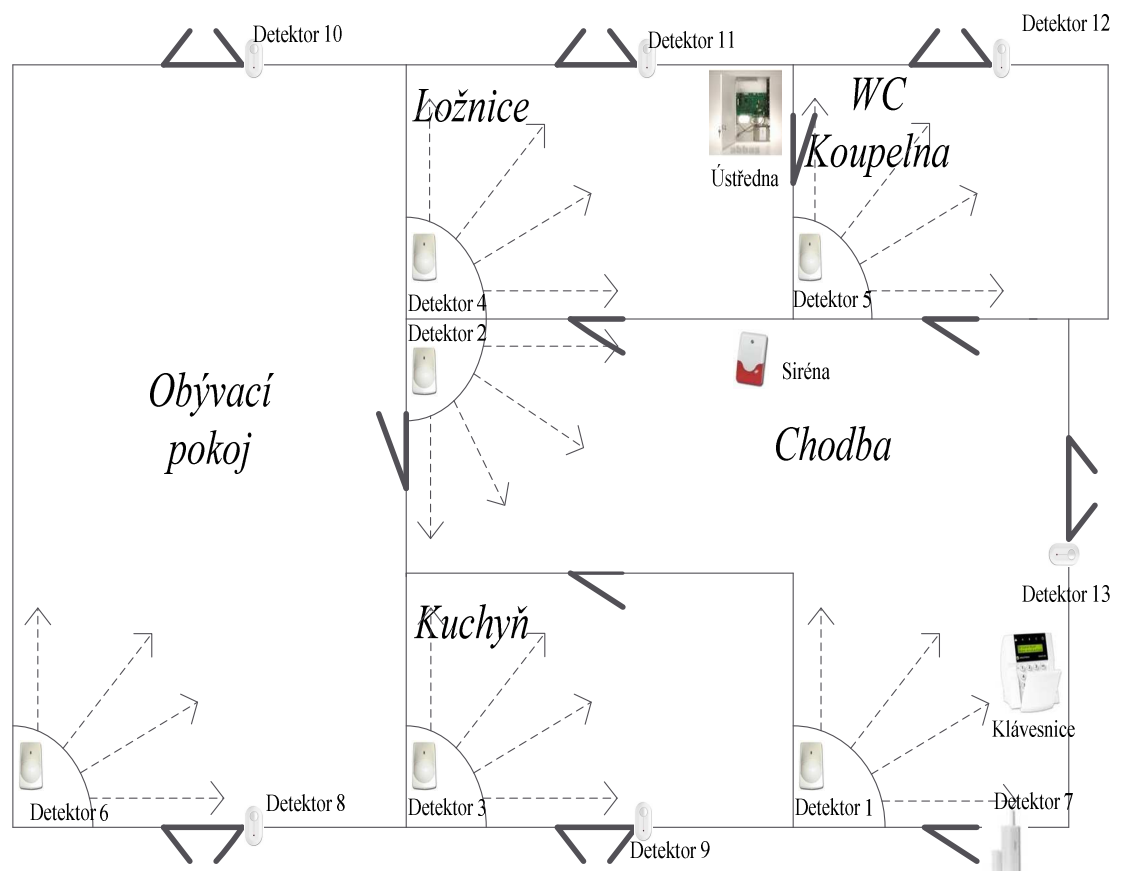 Detektor 10
Detektor 11
Detektor 12
Ložnice
WC
Koupelna
Ústředna
Detektor 4
Detektor 5
Detektor 2
Siréna
Obývací
pokoj
Chodba
Detektor 13
Kuchyň
Klávesnice
Detektor 6
Detektor 8
Detektor 3
Detektor 9
Detektor 1
Detektor 7